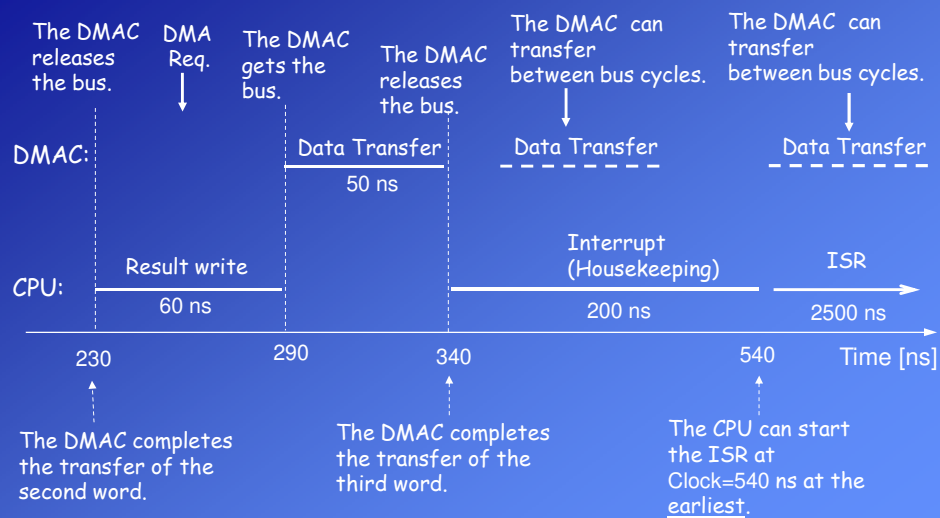 The DMAC
releases
the bus.
DMA
Req.
The DMAC
gets the
bus.
The DMAC
releases
the bus.
The DMAC can
transfer
between bus cycles.
The DMAC can
transfer
between bus cycles.
DMAC:
Data Transfer
50 ns
Data Transfer
Data Transfer
CPU:
Result write
60 ns
Interrupt
(Housekeeping)
200 ns
ISR
2500 ns
230
290
340
540
Time [ns]
The DMAC completes
the transfer of the
second word.
The DMAC completes
the transfer of the
third word.
The CPU can start
the ISR at
Clock=540 ns at the
earliest.